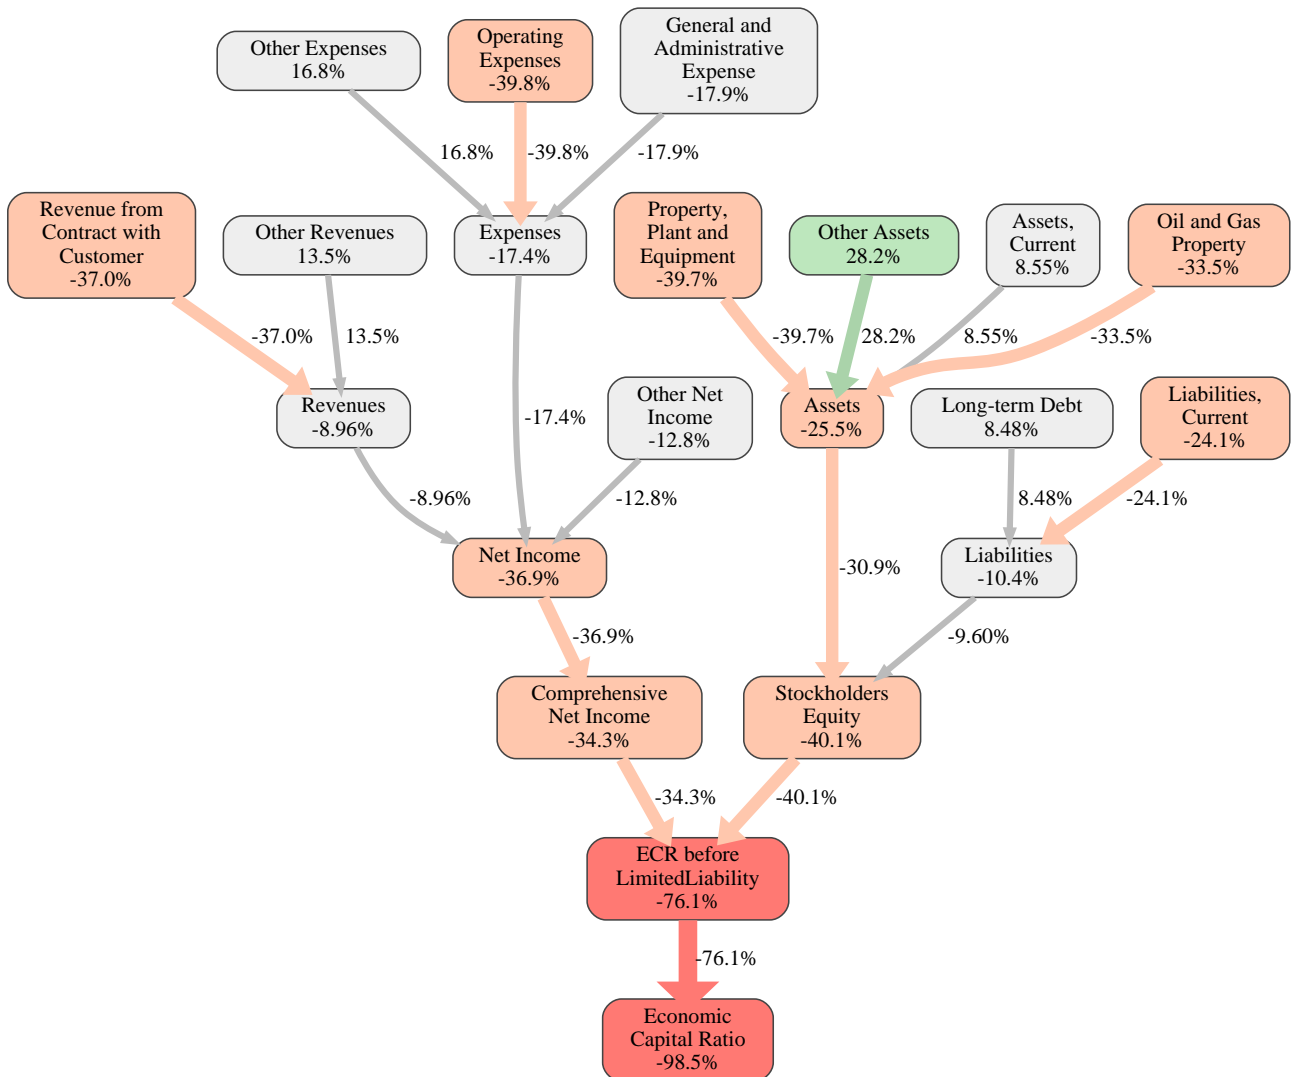 Other Expenses
16.8%
Operating
Expenses
-39.8%
General and
Administrative
Expense
-17.9%
16.8%
-39.8%
-17.9%
Revenue from
Contract with
Customer
-37.0%
Other Revenues
13.5%
Expenses
-17.4%
Property,
Plant and
Equipment
-39.7%
Other Assets
28.2%
Assets,
Current
8.55%
Oil and Gas
Property
-33.5%
-37.0%
13.5%
-39.7%
28.2%
8.55%
-33.5%
Revenues
-8.96%
-17.4%
Other Net
Income
-12.8%
Assets
-25.5%
Long-term Debt
8.48%
Liabilities,
Current
-24.1%
-8.96%
-12.8%
8.48%
-24.1%
Net Income
-36.9%
-30.9%
Liabilities
-10.4%
-36.9%
-9.60%
Comprehensive
Net Income
-34.3%
Stockholders
Equity
-40.1%
-34.3%
-40.1%
ECR before
LimitedLiability
-76.1%
-76.1%
Economic
Capital Ratio
-98.5%